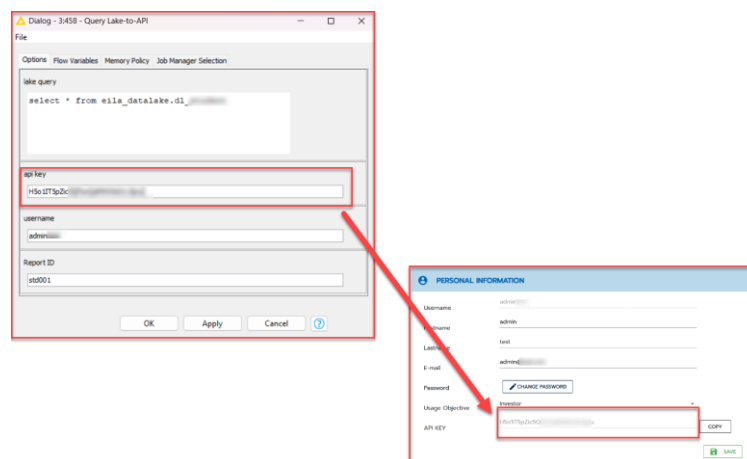 Dialog - 3:458 - Query Lake-to-API
File
Options Flow Variables Memory Policy Job Manager Selection
lake query
select * from eila_datalake.dl_
api key
username
admin
Report ID
std001
OK Apply Cancel ?
PERSONAL INFORMATION
Username
admin
Firstname
admin
Lastname
test
E-mail
admin@
Password
CHANGE PASSWORD
Usage Objective
Investor
API KEY
COPY
SAVE